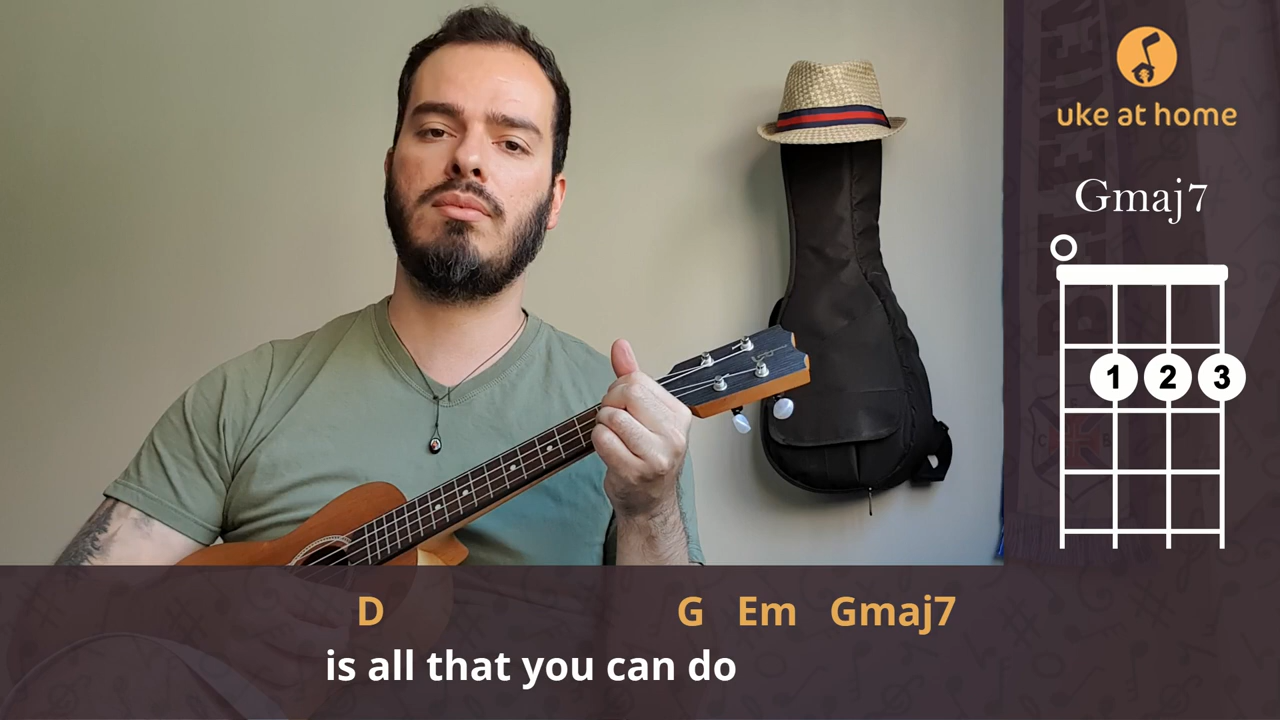 uke at home
Gmaj7
1 2 3
D G Em Gmaj7
is all that you can do